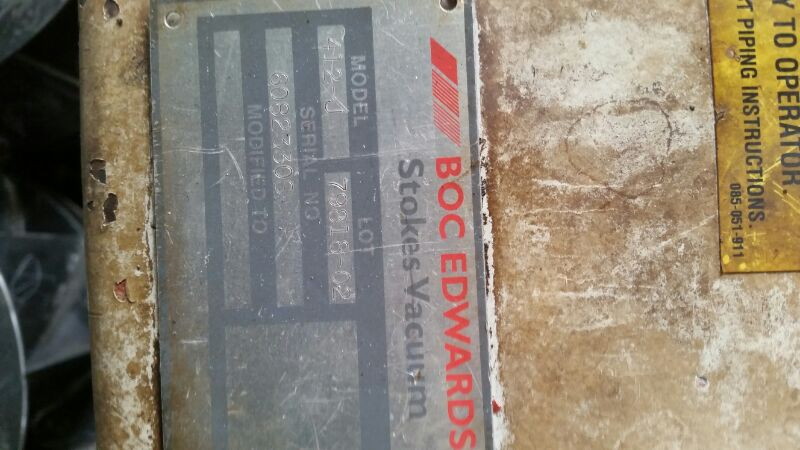 BOC EDWARDS
Stokes Vacuum
MODEL LOT
412-J 79818-02
SERIAL NO
MODIFIED TO
Y TO OPERATOR
PIPING INSTRUCTIONS.
085-051-911